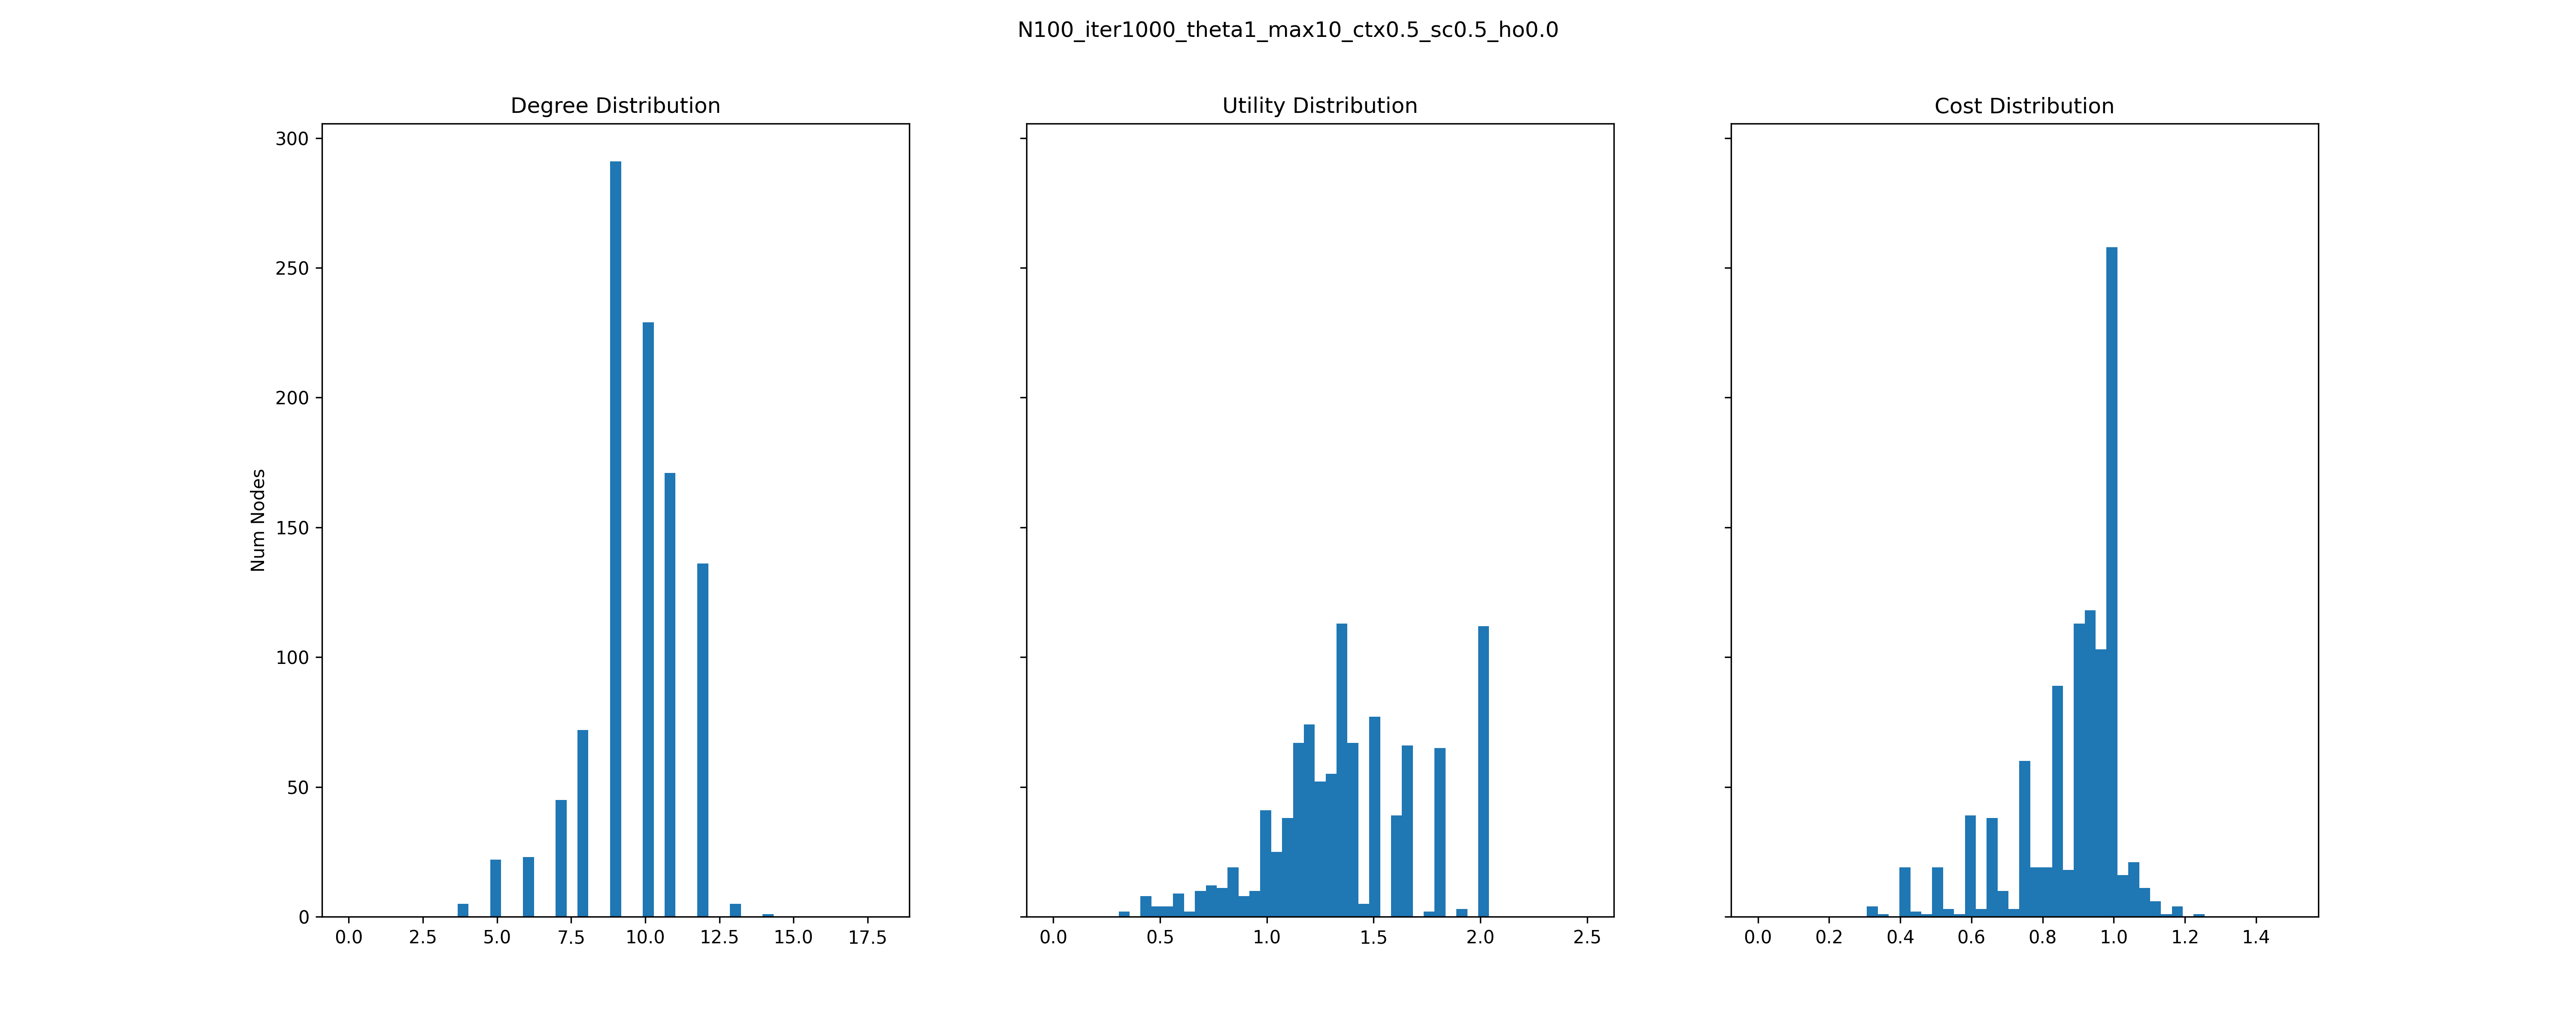 N100_iter1000_theta1_max10_ctx0.5_sc0.5_ho0.0
Degree Distribution
Utility Distribution
Cost Distribution
Num Nodes
300
250
200
150
100
50
0
0.0 2.5 5.0 7.5 10.0 12.5 15.0 17.5
0.0 0.5 1.0 1.5 2.0 2.5
0.0 0.2 0.4 0.6 0.8 1.0 1.2 1.4